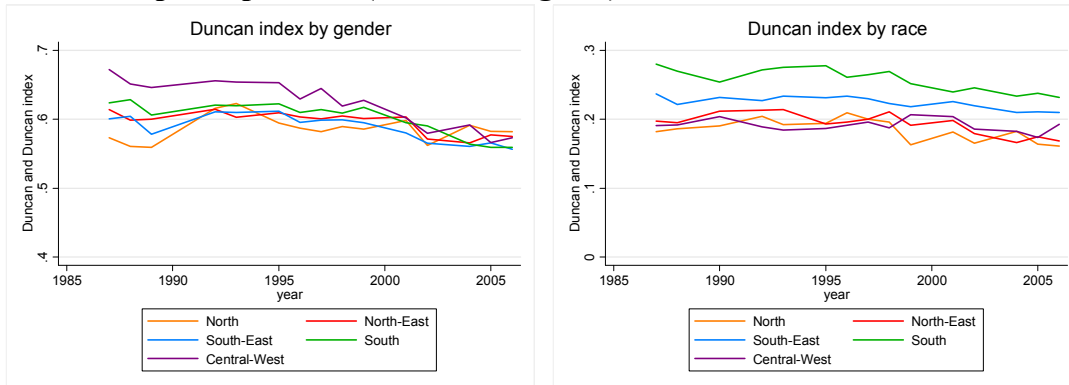 Duncan index by gender
Duncan and Duncan index
.7
.6
.5
.4
1985 1990 1995 2000 2005
year
North North-East
South-East South
Central-West
Duncan index by race
Duncan and Duncan index
.3
.2
.1
0
1985 1990 1995 2000 2005
year
North North-East
South-East South
Central-West